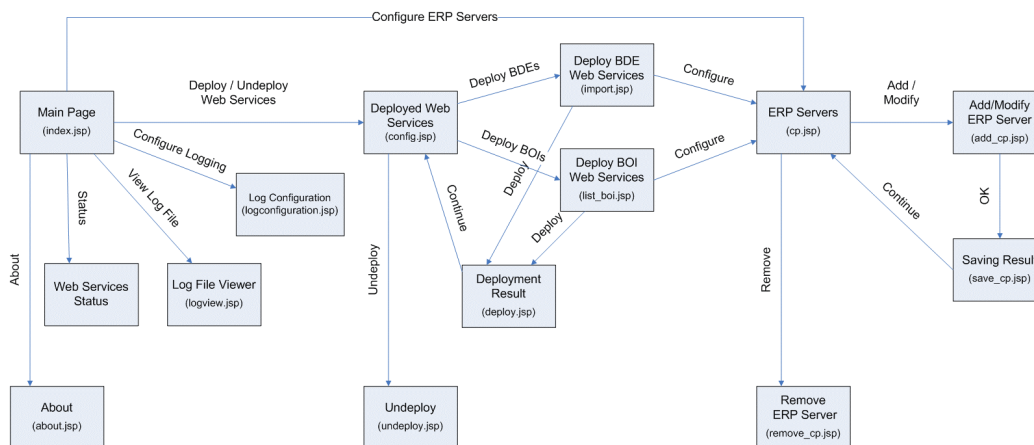 Configure ERP Servers
Deploy / Undeploy
Web Services
Main Page
(index.jsp)
Configure Logging
Status
View Log File
About
Log Configuration
(logconfiguration.jsp)
Web Services
Status
Log File Viewer
(logview.jsp)
About
(about.jsp)
Deployed Web
Services
(config.jsp)
Deploy BDEs
Deploy BOIs
Continue
Undeploy
Deploy BDE
Web Services
(import.jsp)
Deploy
Deploy BOI
Web Services
(list_boi.jsp)
Deploy
Deployment
Result
(deploy.jsp)
Undeploy
(undeploy.jsp)
Configure
Configure
ERP Servers
(cp.jsp)
Add /
Modify
Remove
Continue
Add/Modify
ERP Server
(add_cp.jsp)
OK
Saving Result
(save_cp.jsp)
Remove
ERP Server
(remove_cp.jsp)